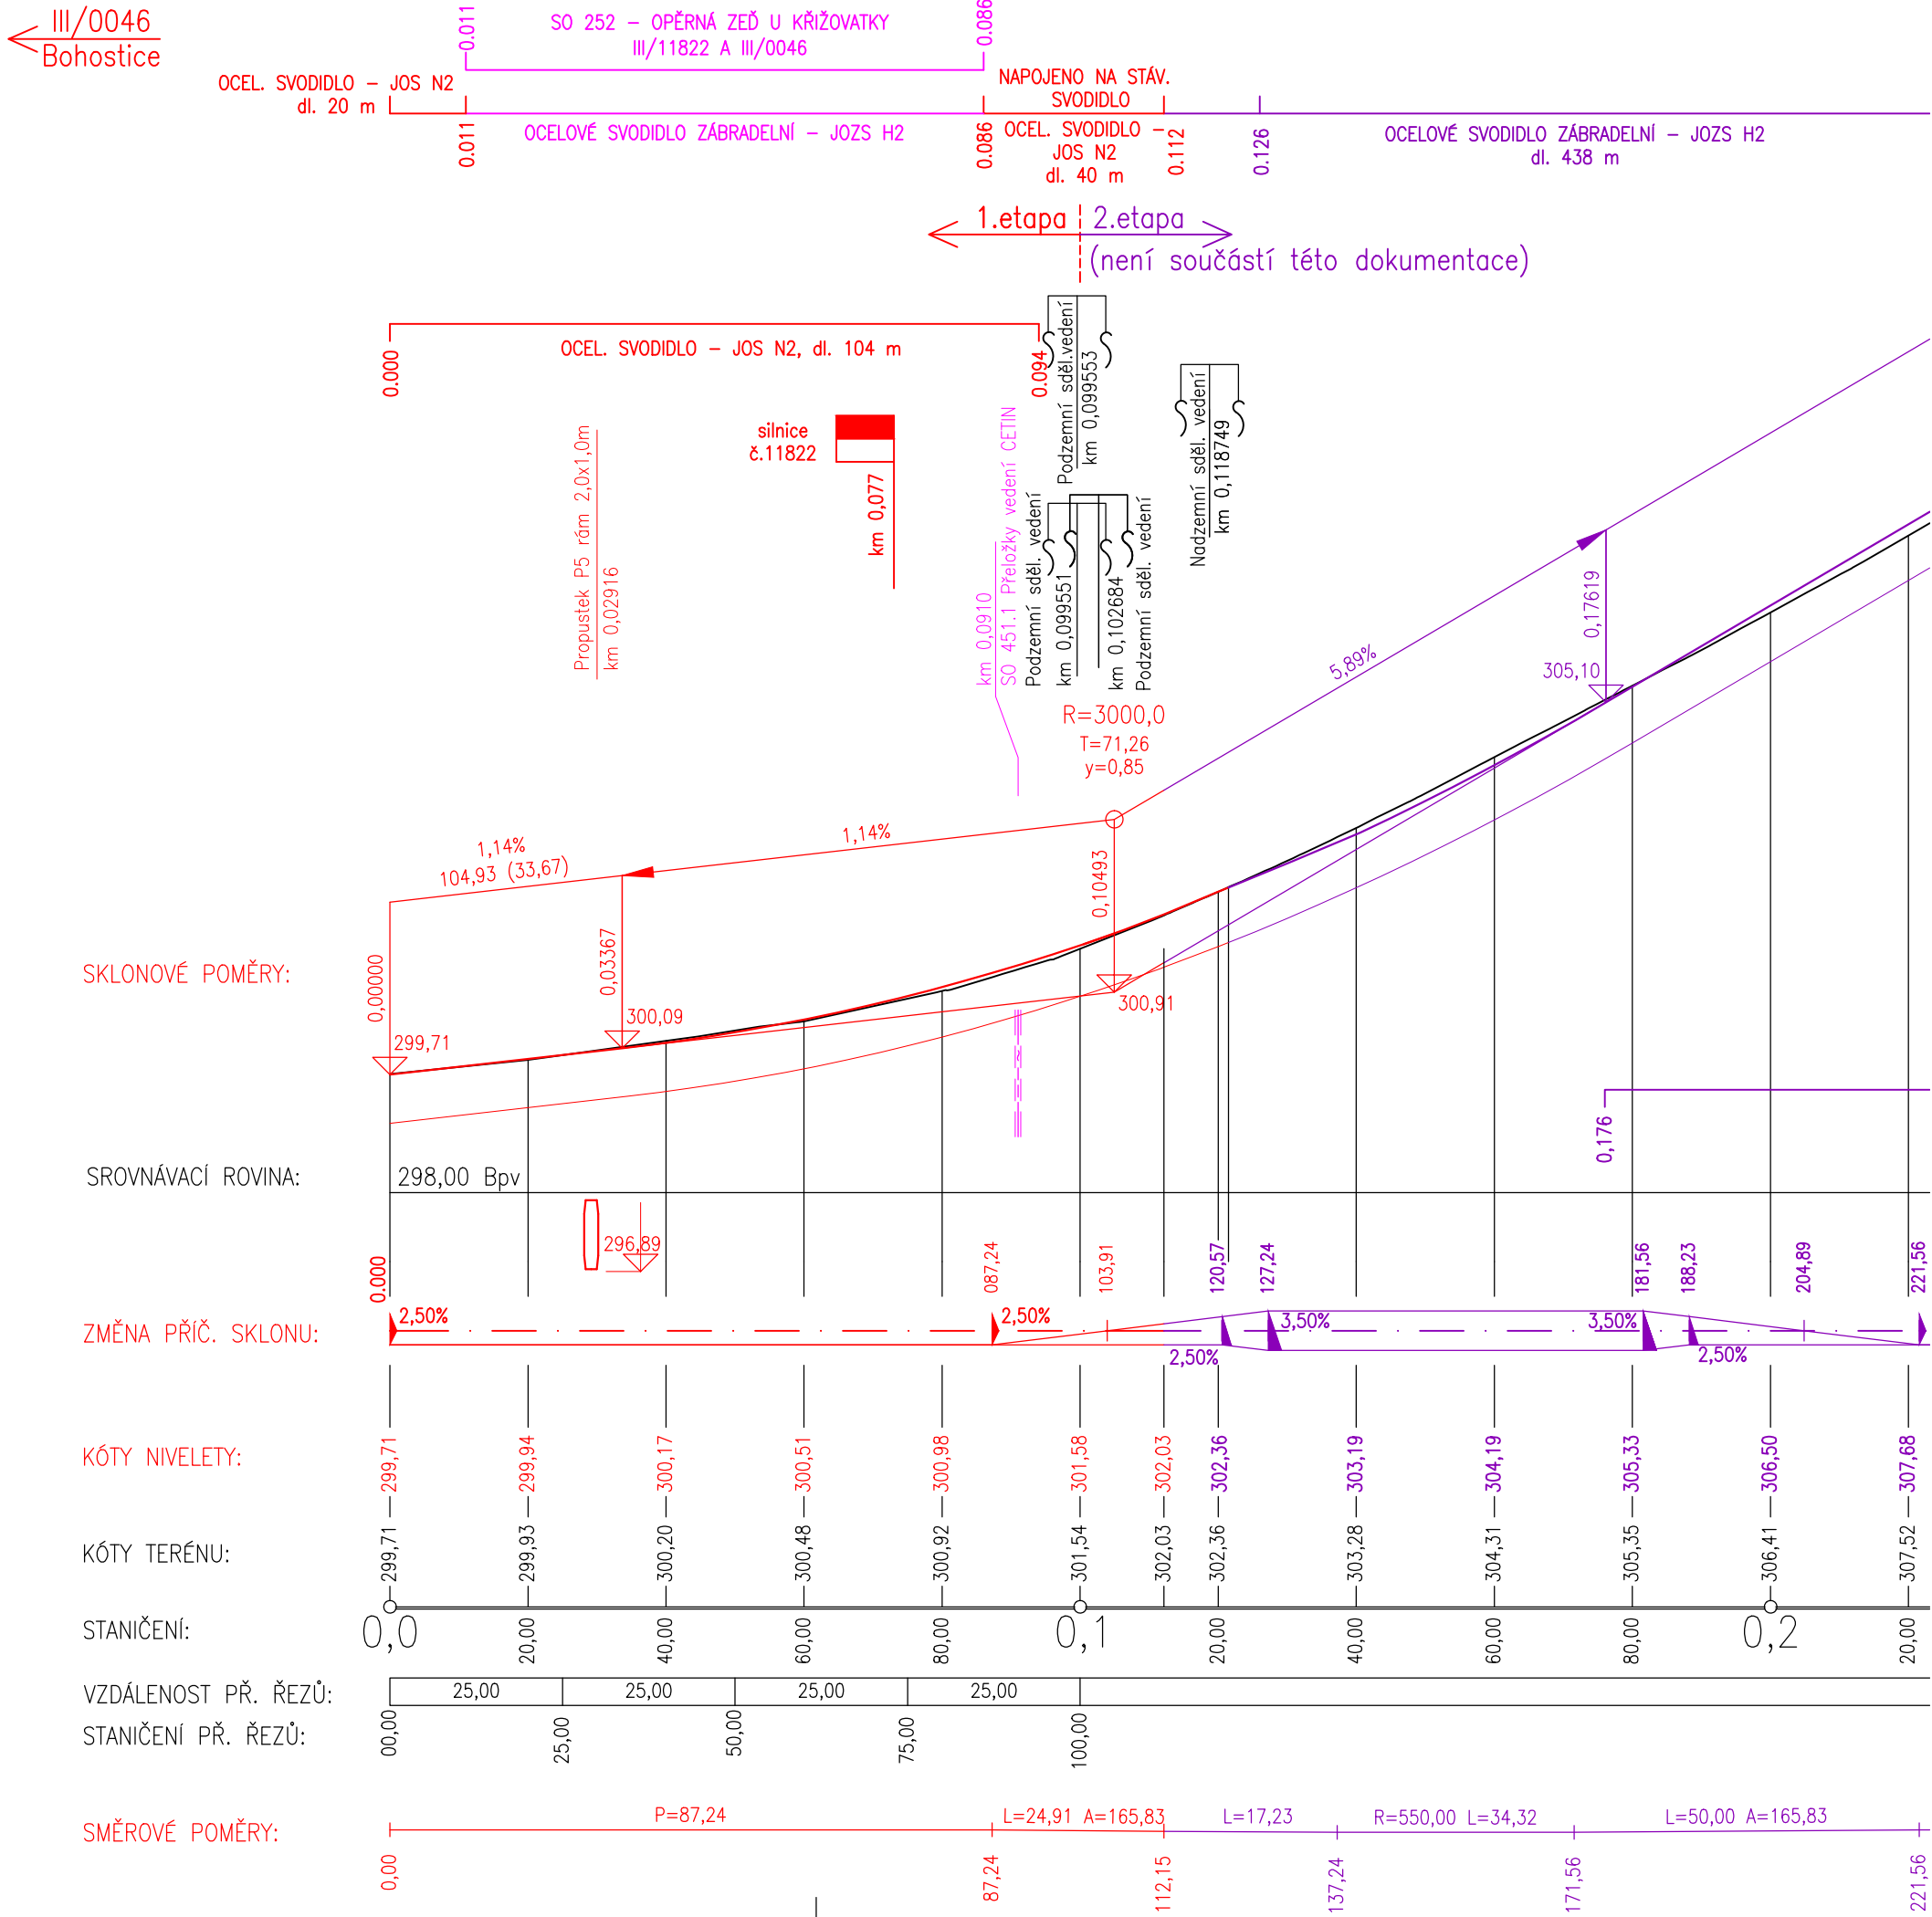 III/0046
Bohostice
0.011
SO 252 – OPĚRNÁ ZEĎ U KŘIŽOVATKY
III/11822 A III/0046
0.086
OCEL. SVODIDLO – JOS N2
dl. 20 m
NAPOJENO NA STÁV.
SVODIDLO
0.011
OCELOVÉ SVODIDLO ZÁBRADELNÍ – JOZS H2
0.086
OCEL. SVODIDLO –
JOS N2
dl. 40 m
0.112
0.126
OCELOVÉ SVODIDLO ZÁBRADELNÍ – JOZS H2
dl. 438 m
1.etapa
2.etapa
(není součástí této dokumentace)
0.000
OCEL. SVODIDLO – JOS N2, dl. 104 m
0.094
Podzemní sděl.vedení
km 0,099553
Nadzemní sděl. vedení
km 0,118749
Propustek P5 rám 2,0x1,0m
km 0,02916
silnice
č.11822
km 0,077
km 0,0910
SO 451.1 Přeložky vedení CETIN
Podzemní sděl. vedení
km 0,099551
km 0,102684
Podzemní sděl. vedení
R=3000,0
T=71,26
y=0,85
5,89%
0,17619
305,10
1,14%
104,93 (33,67)
1,14%
0,10493
300,91
SKLONOVÉ POMĚRY:
0,00000
299,71
0,03367
300,09
0,176
SROVNÁVACÍ ROVINA:
298,00 Bpv
296,89
0.000
087,24
103,91
120,57
127,24
181,56
188,23
204,89
221,56
ZMĚNA PŘÍČ. SKLONU:
2,50%
2,50%
2,50%
3,50%
3,50%
2,50%
KÓTY NIVELETY:
299,71
299,94
300,17
300,51
300,98
301,58
302,03
302,36
303,19
304,19
305,33
306,50
307,68
KÓTY TERÉNU:
299,71
299,93
300,20
300,48
300,92
301,54
302,03
302,36
303,28
304,31
305,35
306,41
307,52
STANIČENÍ:
0,0
20,00
40,00
60,00
80,00
0,1
20,00
40,00
60,00
80,00
0,2
20,00
VZDÁLENOST PŘ. ŘEZŮ:
25,00
25,00
25,00
25,00
STANIČENÍ PŘ. ŘEZŮ:
00,00
25,00
50,00
75,00
100,00
SMĚROVÉ POMĚRY:
P=87,24
L=24,91 A=165,83
L=17,23
R=550,00 L=34,32
L=50,00 A=165,83
0,00
87,24
112,15
137,24
171,56
221,56